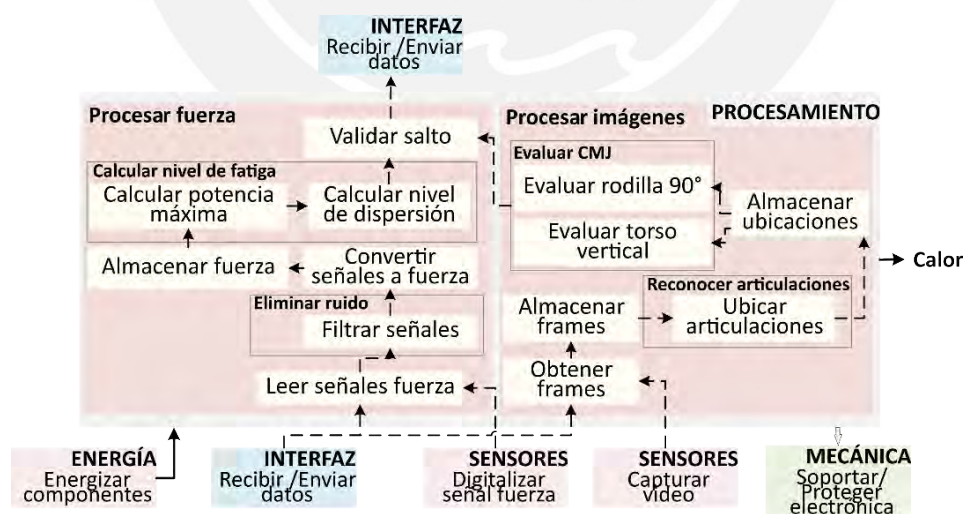 INTERFAZ
Recibir /Enviar
datos
Procesar fuerza
Procesar imágenes
PROCESAMIENTO
Validar salto
Evaluar CMJ
Calcular nivel de fatiga
Calcular potencia
máxima
Calcular nivel
de dispersión
Evaluar rodilla 90°
Evaluar torso
vertical
Almacenar
ubicaciones
Almacenar fuerza
Convertir
señales a fuerza
Calor
Eliminar ruido
Filtrar señales
Almacenar
frames
Reconocer articulaciones
Ubicar
articulaciones
Leer señales fuerza
Obtener
frames
ENERGÍA
Energizar
componentes
INTERFAZ
Recibir /Enviar
datos
SENSORES
Digitalizar
señal fuerza
SENSORES
Capturar
video
MECÁNICA
Soportar/
Proteger
electrónica